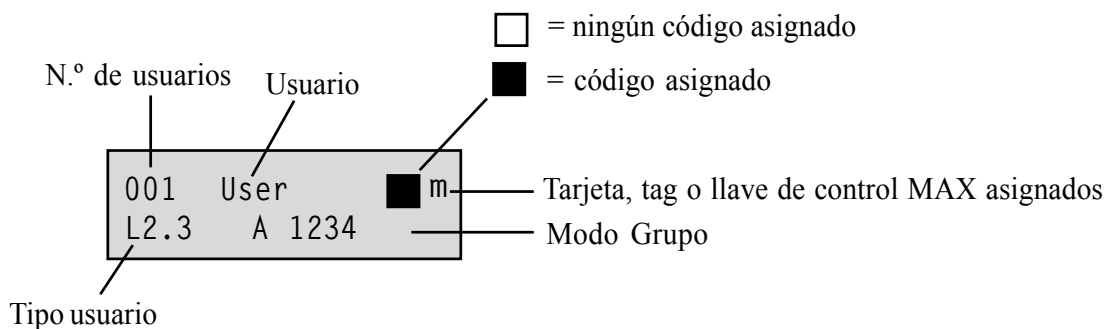 = ningún código asignado
N.º de usuarios
Usuario
= código asignado
001 User m
Tarjeta, tag o llave de control MAX asignados
L2.3 A 1234
Modo Grupo
Tipo usuario